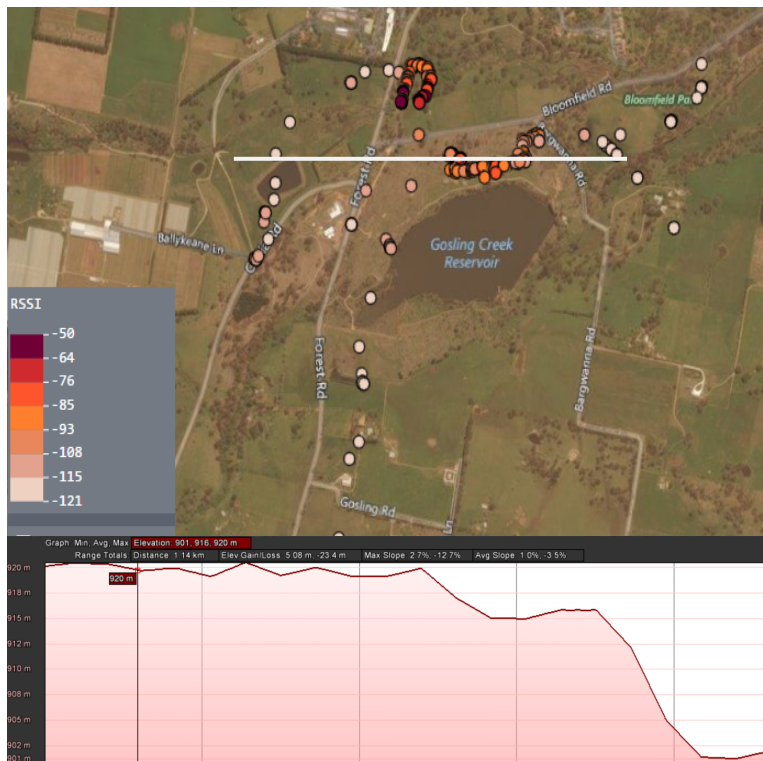 Bloomfield Rd
Bloomfield Pa.
Bargwanna Rd
Forest Rd
Ballykeane Ln
Gosling Creek
Reservoir
RSSI
-50
-64
-76
-85
-93
-108
-115
-121
Forest Rd
Bargwanna Rd
Gosling Rd
Ln
Graph: Min, Avg, Max Elevation: 901, 916, 920 m
Range Totals: Distance: 1.14 km Elev Gain/Loss: 5.08 m, -23.4 m Max Slope: 2.7%, -12.7% Avg Slope: 1.0%, -3.5%
920 m
920 m
918 m
915 m
912 m
910 m
908 m
905 m
902 m
901 m